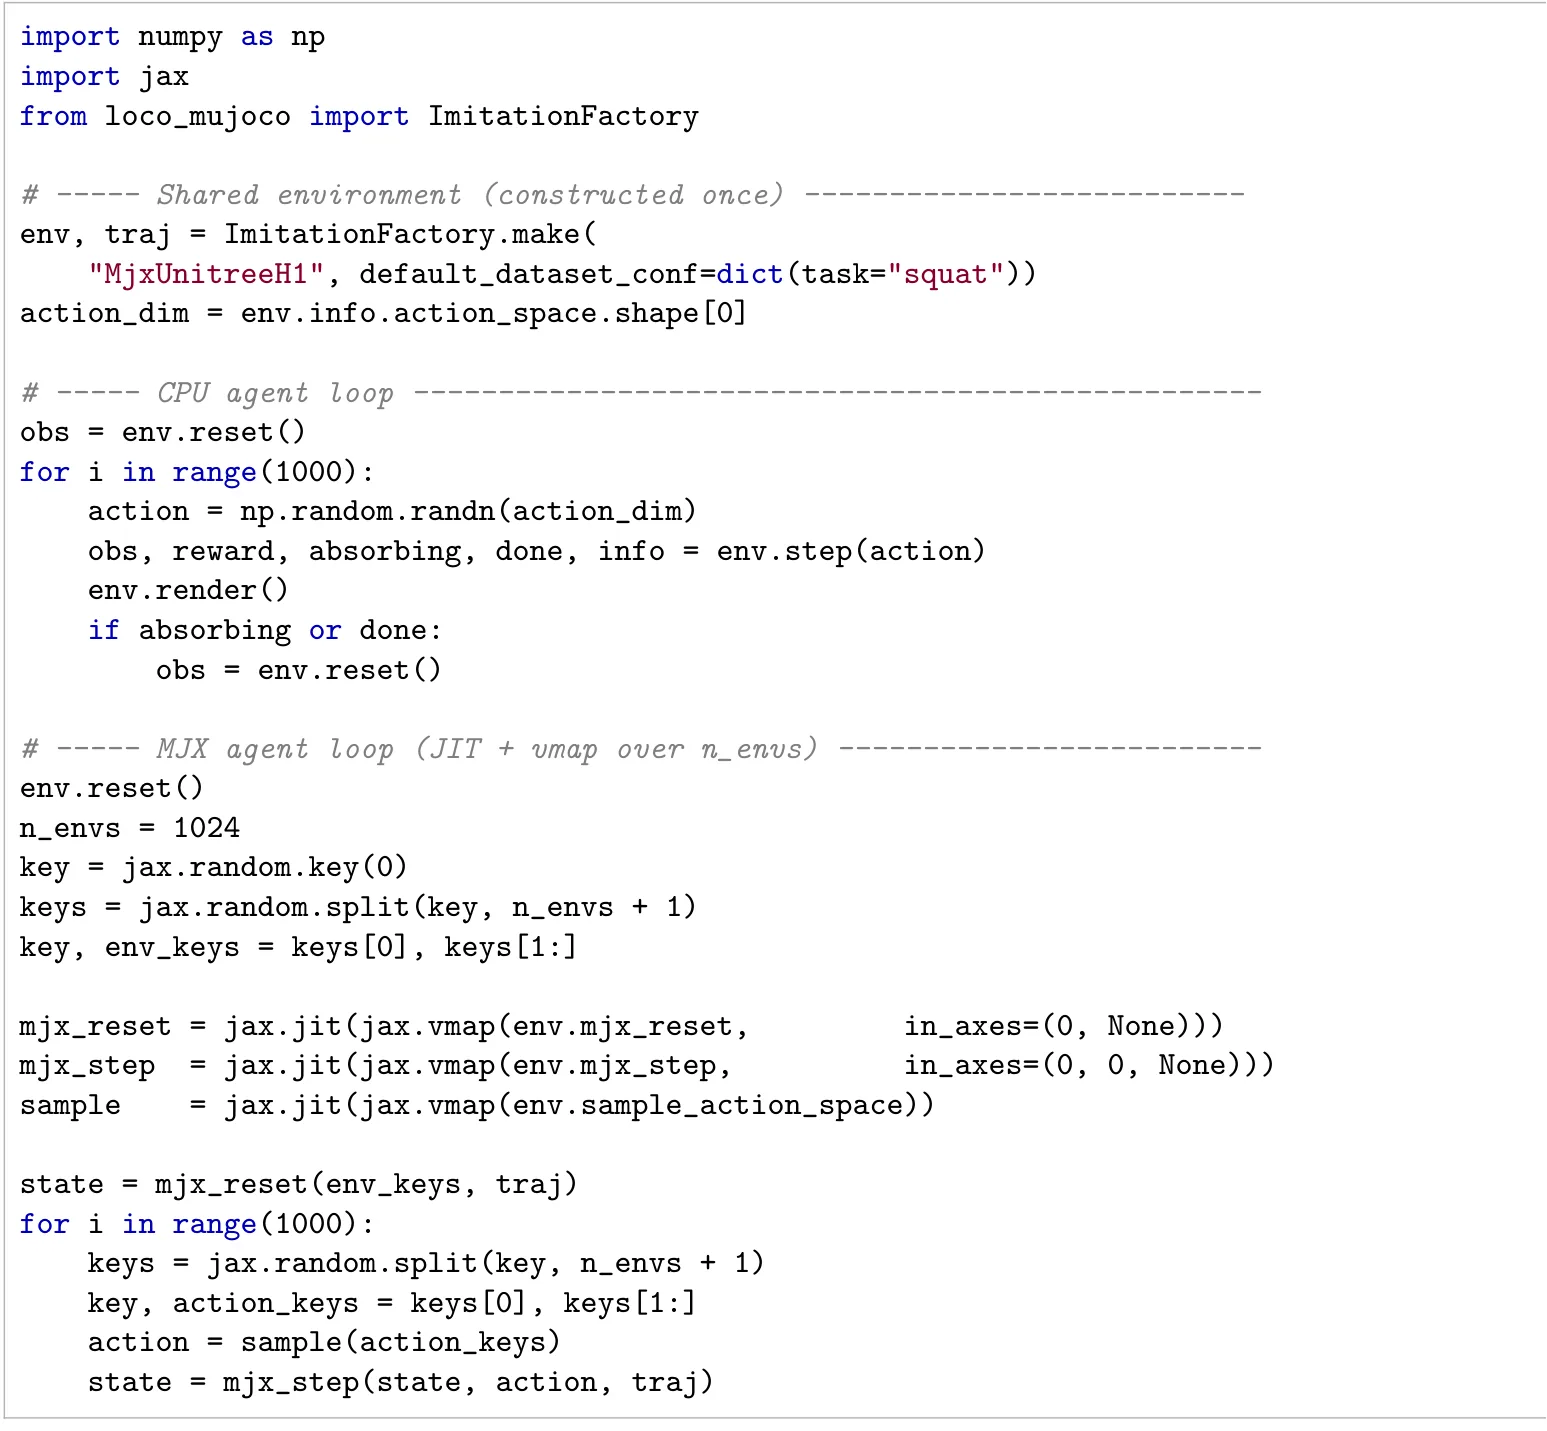 import numpy as np
import jax
from loco_mujoco import ImitationFactory

# ----- Shared environment (constructed once) --------------------------
env, traj = ImitationFactory.make(
    "MjxUnitreeH1", default_dataset_conf=dict(task="squat"))
action_dim = env.info.action_space.shape[0]

# ----- CPU agent loop --------------------------------------------------
obs = env.reset()
for i in range(1000):
    action = np.random.randn(action_dim)
    obs, reward, absorbing, done, info = env.step(action)
    env.render()
    if absorbing or done:
        obs = env.reset()

# ----- MJX agent loop (JIT + vmap over n_envs) -------------------------
env.reset()
n_envs = 1024
key = jax.random.key(0)
keys = jax.random.split(key, n_envs + 1)
key, env_keys = keys[0], keys[1:]

mjx_reset = jax.jit(jax.vmap(env.mjx_reset,         in_axes=(0, None)))
mjx_step  = jax.jit(jax.vmap(env.mjx_step,          in_axes=(0, 0, None)))
sample    = jax.jit(jax.vmap(env.sample_action_space))

state = mjx_reset(env_keys, traj)
for i in range(1000):
    keys = jax.random.split(key, n_envs + 1)
    key, action_keys = keys[0], keys[1:]
    action = sample(action_keys)
    state = mjx_step(state, action, traj)